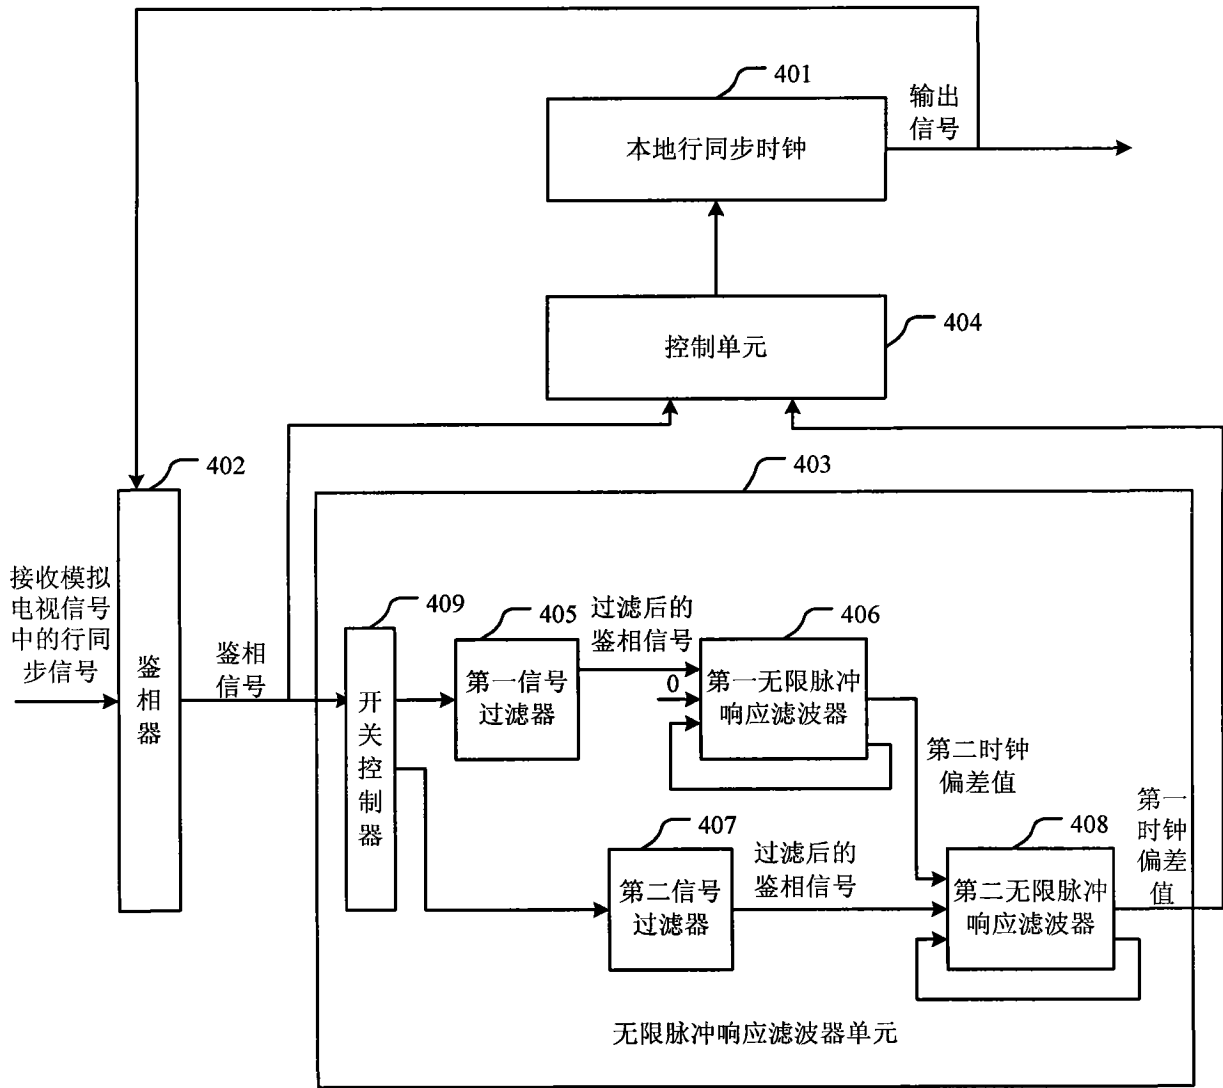 401
输出
信号
本地行同步时钟
404
控制单元
402
403
接收模拟
电视信号
中的行同
步信号
鉴相器
鉴相
信号
409
开关控制器
405
第一信号
过滤器
过滤后的
鉴相信号
0
406
第一无限脉冲
响应滤波器
第二时钟
偏差值
407
第二信号
过滤器
过滤后的
鉴相信号
408
第二无限脉冲
响应滤波器
第一
时钟
偏差
值
无限脉冲响应滤波器单元